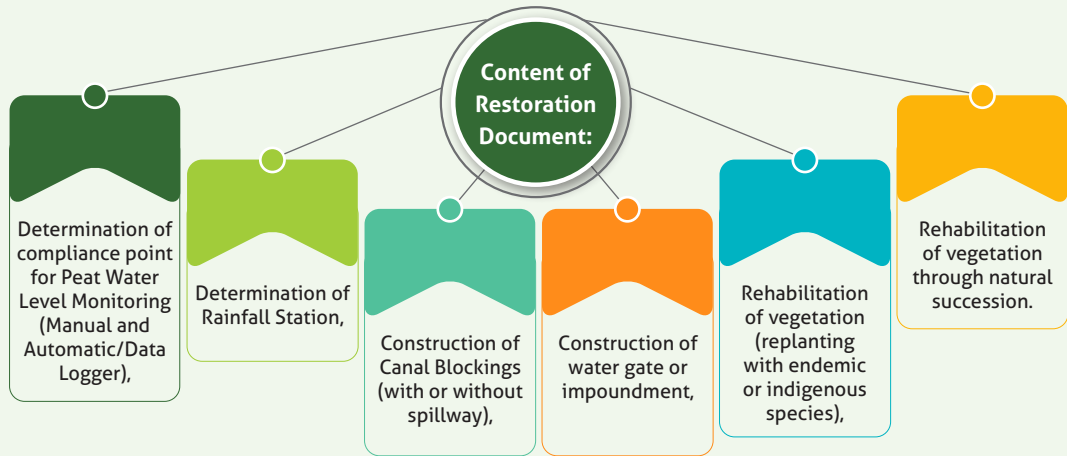 Content of
Restoration
Document:
Determination of
compliance point
for Peat Water
Level Monitoring
(Manual and
Automatic/Data
Logger),
Determination of
Rainfall Station,
Construction of
Canal Blockings
(with or without
spillway),
Construction of
water gate or
impoundment,
Rehabilitation
of vegetation
(replanting
with endemic
or indigenous
species),
Rehabilitation
of vegetation
through natural
succession.